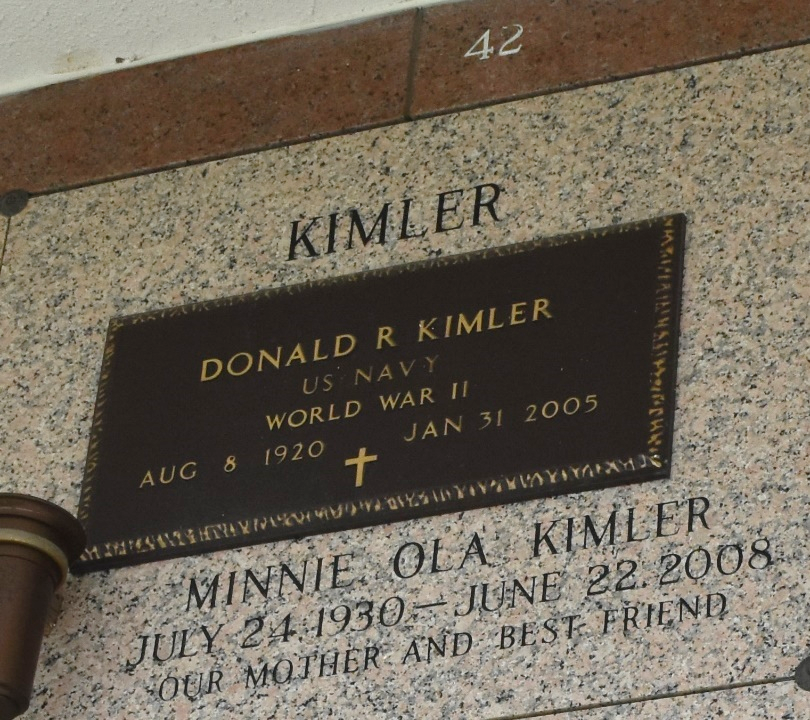 42
KIMLER
DONALD R KIMLER
US NAVY
WORLD WAR II
AUG 8 1920 JAN 31 2005
MINNIE OLA KIMLER
JULY 24, 1930 — JUNE 22, 2008
OUR MOTHER AND BEST FRIEND